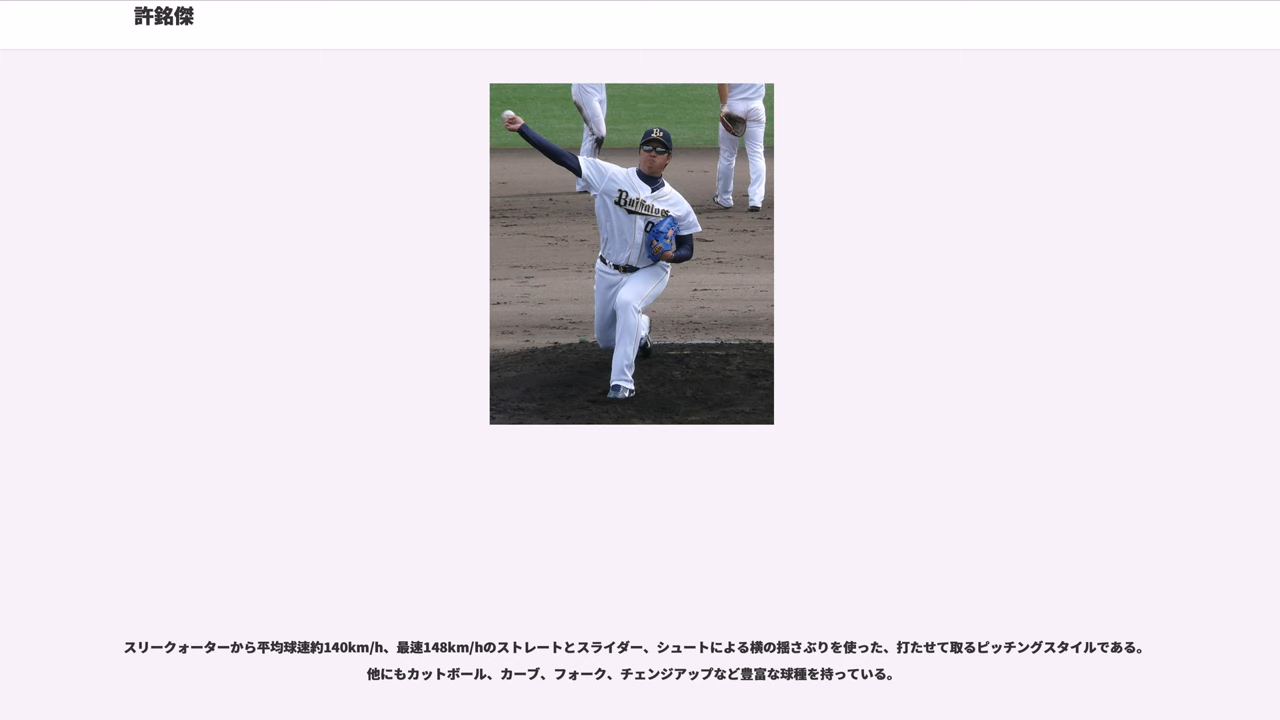 許銘傑
Bs
Buffaloes
0
スリークォーターから平均球速約140km/h、最速148km/hのストレートとスライダー、シュートによる横の揺さぶりを使った、打たせて取るピッチングスタイルである。
他にもカットボール、カーブ、フォーク、チェンジアップなど豊富な球種を持っている。